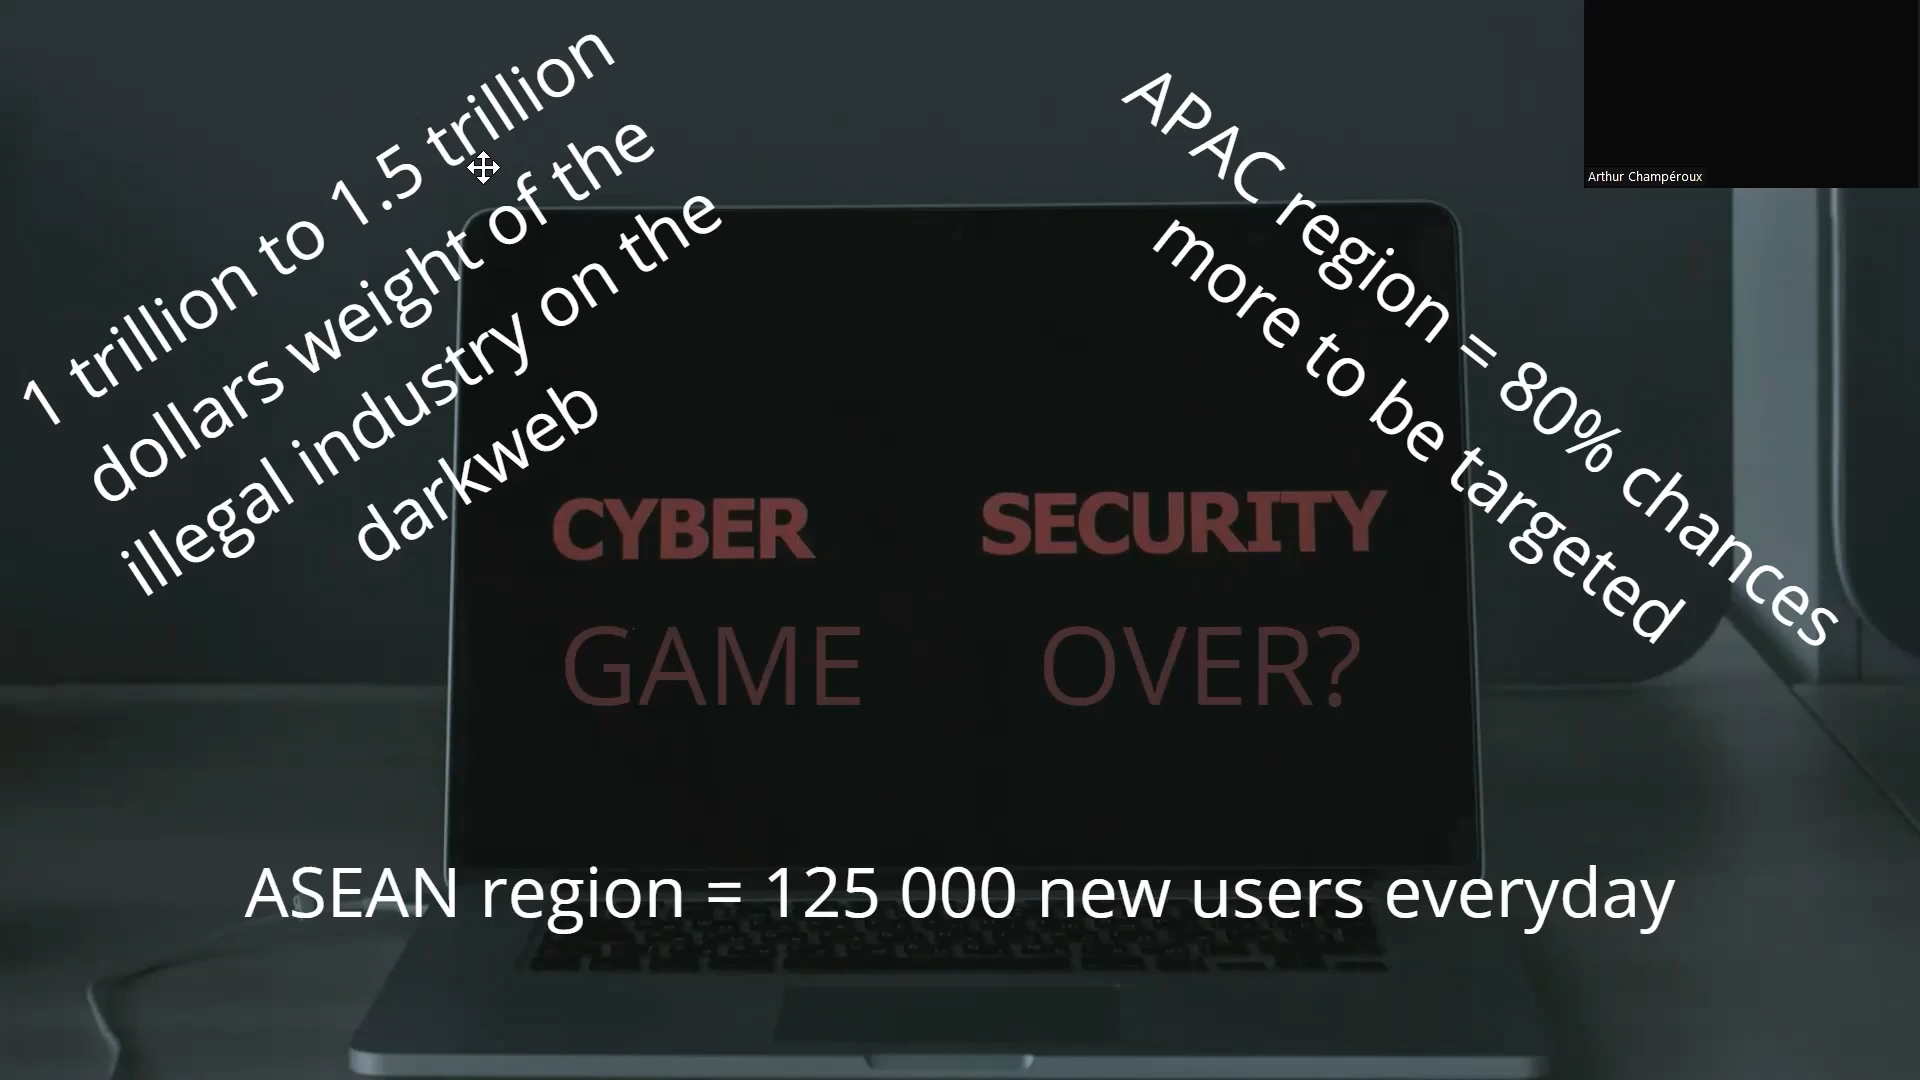 1 trillion to 1.5 trillion
dollars weight of the
illegal industry on the
darkweb
APAC region = 80% chances
more to be targeted
Arthur Champéroux
CYBER SECURITY
GAME OVER?
ASEAN region = 125 000 new users everyday